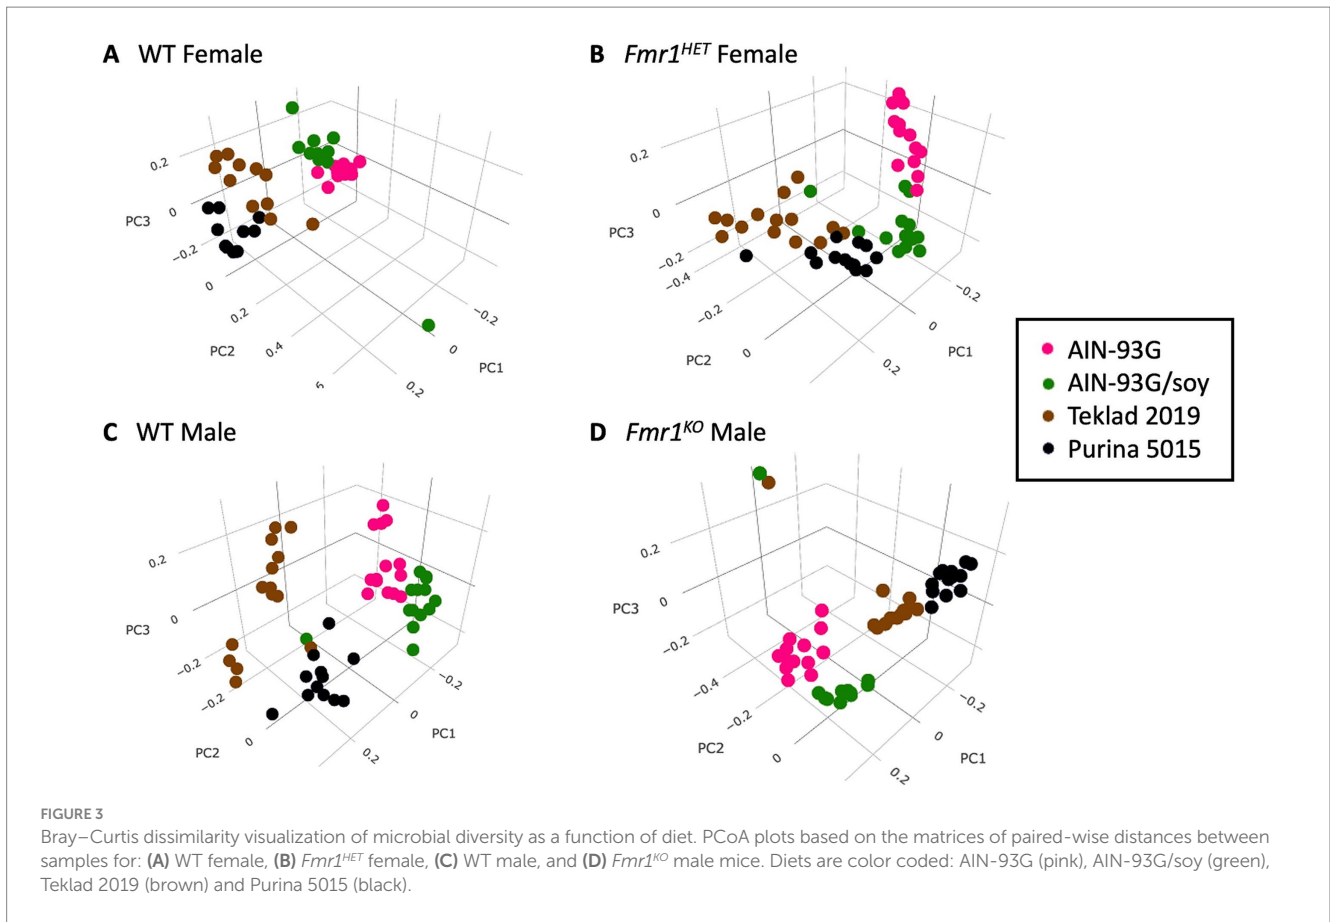 A WT Female
B Fmr1HET Female
0.2
0
−0.2
PC3
0
0.2
0.4
6
PC2
−0.2
0
0.2
PC1
0.2
0
−0.2
−0.4
PC3
−0.2
0
PC2
−0.2
0
0.2
PC1
AIN-93G
AIN-93G/soy
Teklad 2019
Purina 5015
C WT Male
D Fmr1KO Male
0.2
0
−0.2
PC3
−0.2
0
PC2
−0.2
0
0.2
PC1
0.2
0
−0.2
PC3
−0.4
−0.2
0
PC2
−0.2
0
0.2
PC1
FIGURE 3
Bray–Curtis dissimilarity visualization of microbial diversity as a function of diet. PCoA plots based on the matrices of paired-wise distances between
samples for: (A) WT female, (B) Fmr1HET female, (C) WT male, and (D) Fmr1KO male mice. Diets are color coded: AIN-93G (pink), AIN-93G/soy (green),
Teklad 2019 (brown) and Purina 5015 (black).